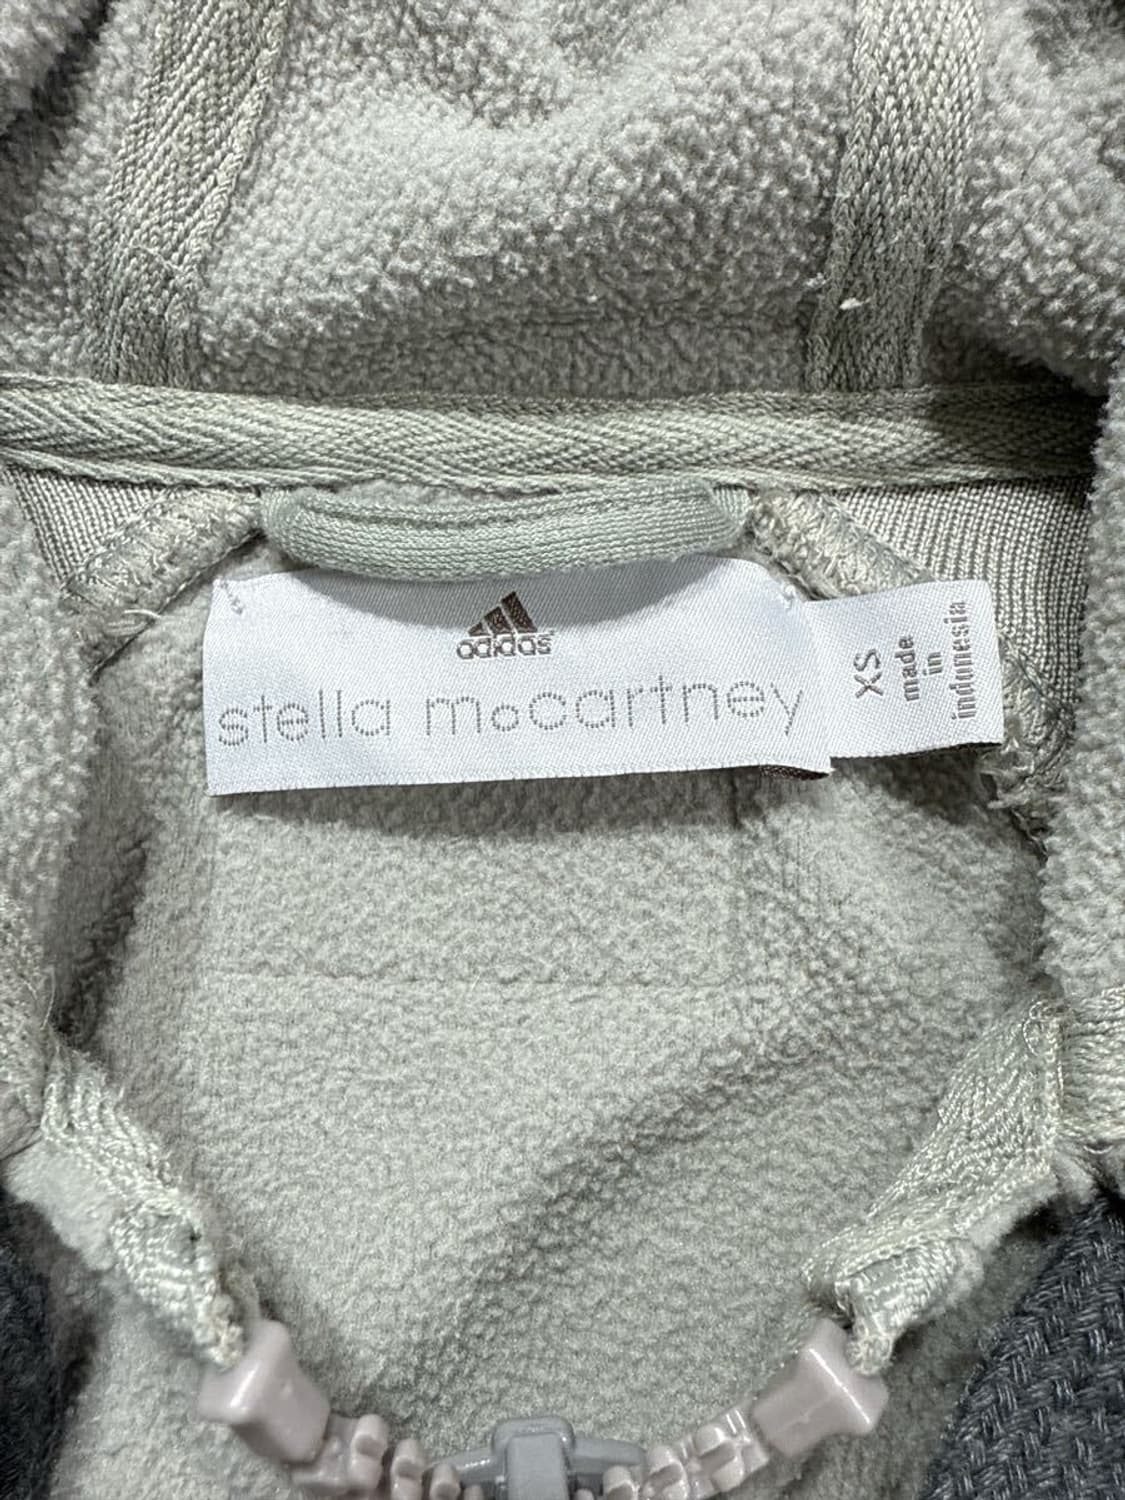 adidas
stella mccartney
XS
made
in
indonesia